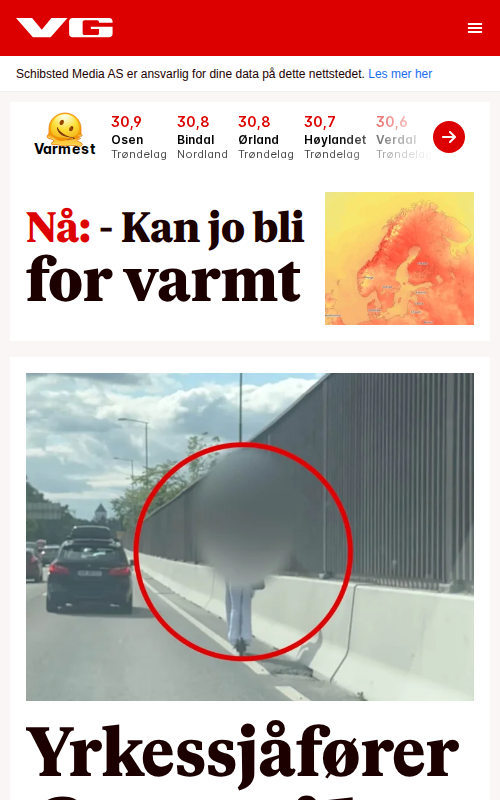 VG
Schibsted Media AS er ansvarlig for dine data på dette nettstedet. Les mer her
Varmest
30,9
Osen
Trøndelag
30,8
Bindal
Nordland
30,8
Ørland
Trøndelag
30,7
Høylandet
Trøndelag
30,6
Verdal
Trøndelag
Nå: - Kan jo bli
for varmt
Yrkessjåfører